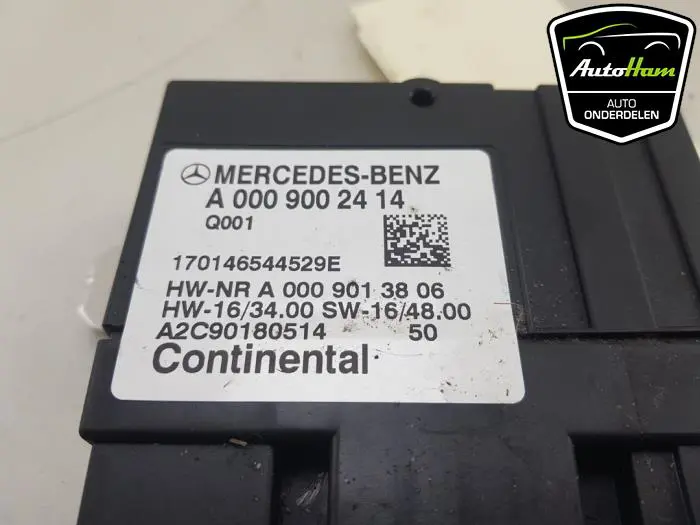 AutoHam
AUTO
ONDERDELEN
MERCEDES-BENZ
A 000 900 24 14
Q001
170146544529E
HW-NR A 000 901 38 06
HW-16/34.00 SW-16/48.00
A2C90180514 50
Continental